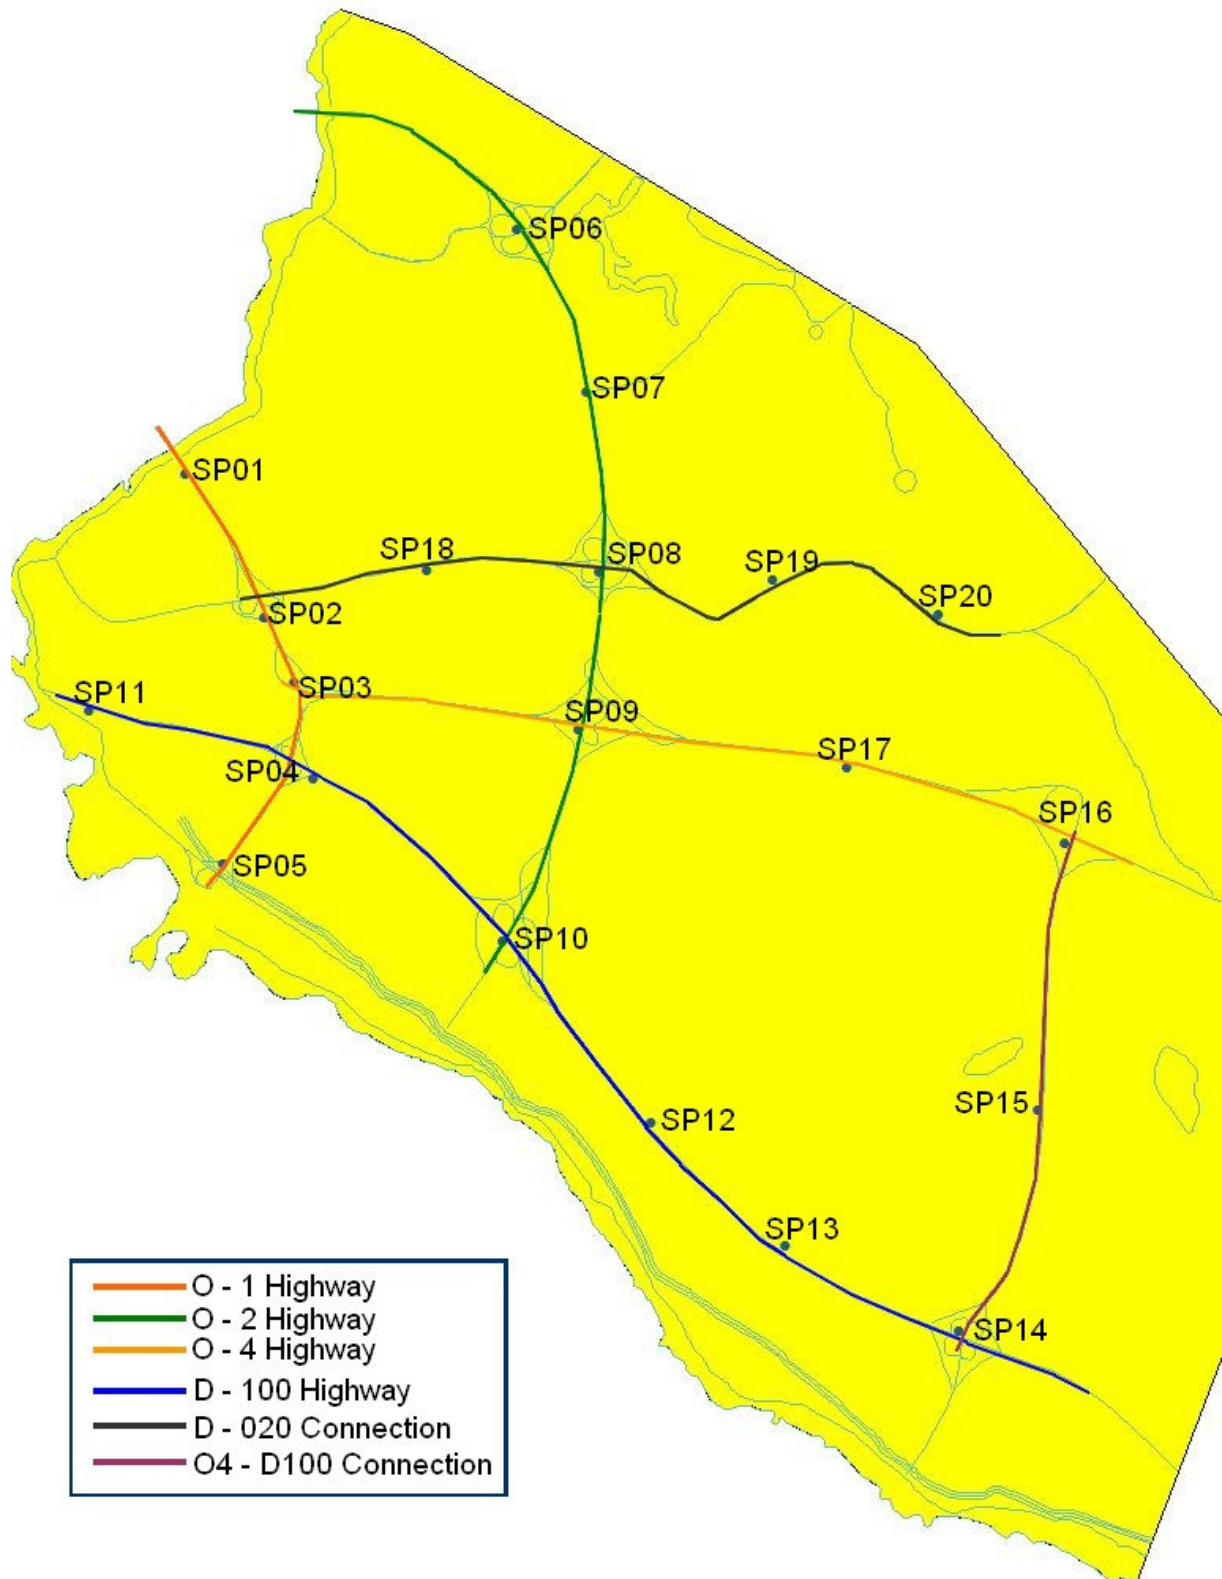 SP06
SP07
SP01
SP18
SP08
SP19
SP02
SP20
SP03
SP11
SP09
SP17
SP04
SP16
SP05
SP10
SP15
SP12
SP13
SP14
O - 1 Highway
O - 2 Highway
O - 4 Highway
D - 100 Highway
D - 020 Connection
O4 - D100 Connection